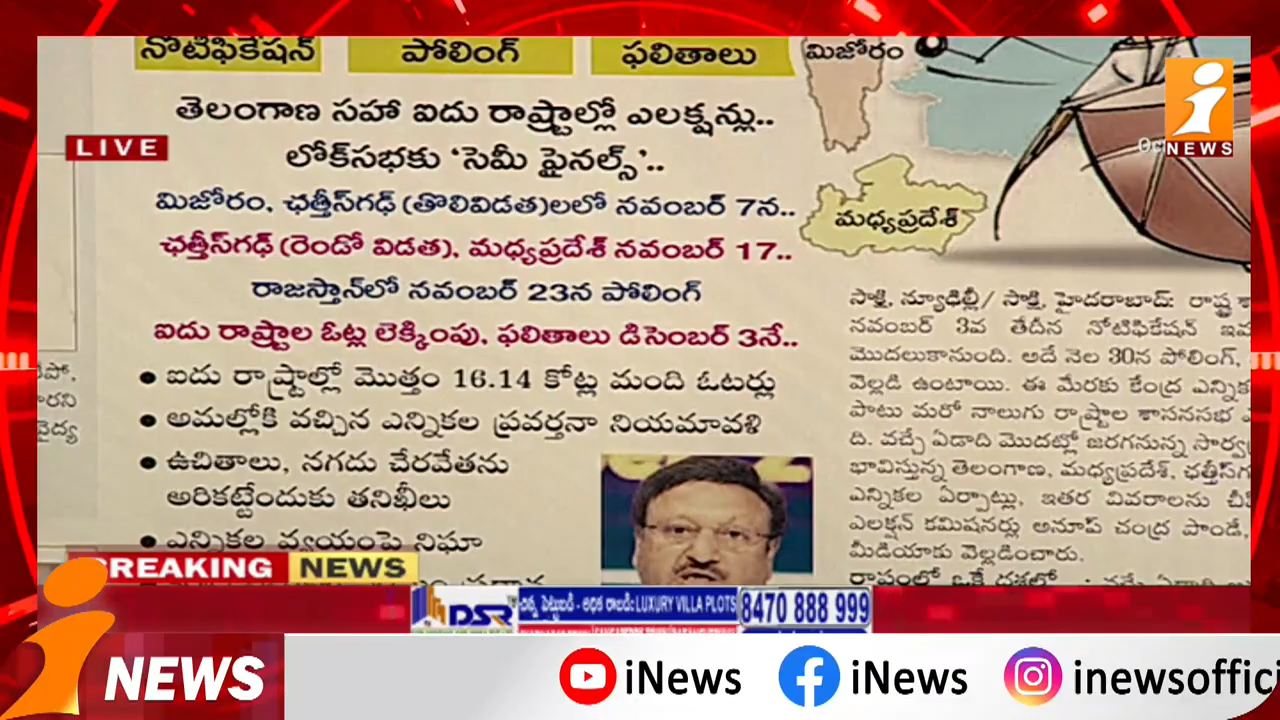 నోటిఫికేషన్ పోలింగ్ ఫలితాలు
మిజోరం
తెలంగాణ సహా ఐదు రాష్ట్రాల్లో ఎలక్షన్లు..
లోక్‌సభకు 'సెమీ ఫైనల్స్'..
మిజోరం, ఛత్తీస్‌గఢ్ (తొలివిడత)లలో నవంబర్ 7న..
ఛత్తీస్‌గఢ్ (రెండో విడత), మధ్యప్రదేశ్ నవంబర్ 17..
రాజస్తాన్‌లో నవంబర్ 23న పోలింగ్
ఐదు రాష్ట్రాల ఓట్ల లెక్కింపు, ఫలితాలు డిసెంబర్ 3నే..
• ఐదు రాష్ట్రాల్లో మొత్తం 16.14 కోట్ల మంది ఓటర్లు
• అమల్లోకి వచ్చిన ఎన్నికల ప్రవర్తనా నియమావళి
• ఉచితాలు, నగదు చేరవేతను
అరికట్టేందుకు తనిఖీలు
• ఎన్నికల వ్యయంపై నిఘా
మధ్యప్రదేశ్
సాక్షి, న్యూఢిల్లీ/ సాక్షి, హైదరాబాద్: రాష్ట్ర
నవంబర్ 3వ తేదీన నోటిఫికేషన్
మొదలుకానుంది. అదే నెల 30న పోలింగ్,
వెల్లడి ఉంటాయి. ఈ మేరకు కేంద్ర
పాటు మరో నాలుగు రాష్ట్రాల శాసనసభ
ది. వచ్చే ఏడాది మొదట్లో జరగనున్న
భావిస్తున్న తెలంగాణ, మధ్యప్రదేశ్,
ఎన్నికల ఏర్పాట్లు, ఇతర వివరాలను
ఎలక్షన్ కమిషనర్లు అనూప్ చంద్ర పాండే,
మీడియాకు వెల్లడించారు.
LIVE
i NEWS
BREAKING NEWS
DSR
LUXURY VILLA PLOTS
8470 888 999
i NEWS
iNews
iNews
inewsoffici